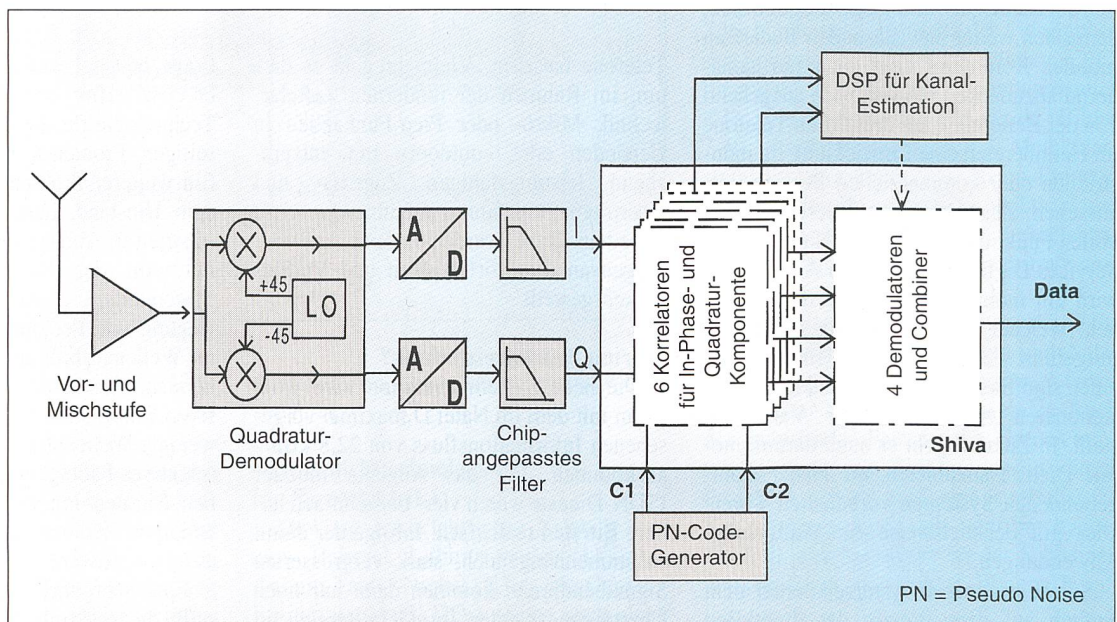 DSP für Kanal-
Estimation
Vor- und
Mischstufe
+45
LO
-45
Quadratur-
Demodulator
A
D
A
D
I
Q
Chip-
angepasstes
Filter
6 Korrelatoren
für In-Phase- und
Quadratur-
Komponente
4 Demodulatoren
und Combiner
Shiva
Data
C1
C2
PN-Code-
Generator
PN = Pseudo Noise